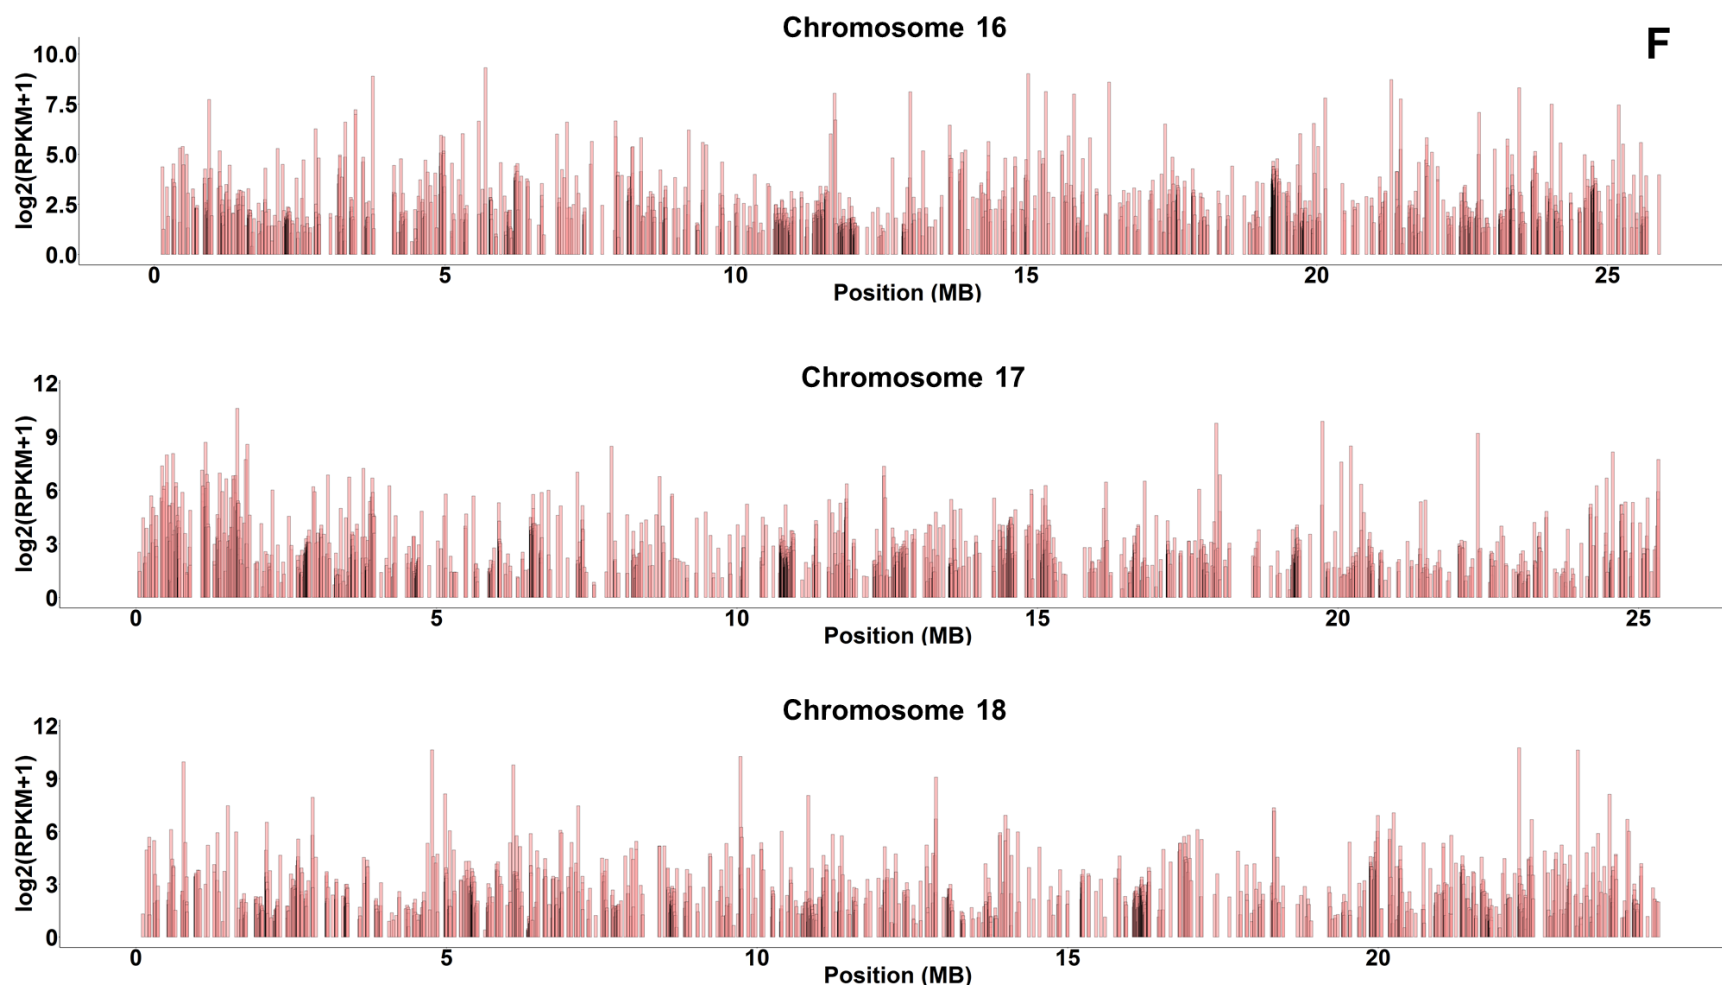 Chromosome 16
F
log2(RPKM+1)
10.0
7.5
5.0
2.5
0.0
0 5 10 15 20 25
Position (MB)
Chromosome 17
log2(RPKM+1)
12
9
6
3
0
0 5 10 15 20 25
Position (MB)
Chromosome 18
log2(RPKM+1)
12
9
6
3
0
0 5 10 15 20
Position (MB)